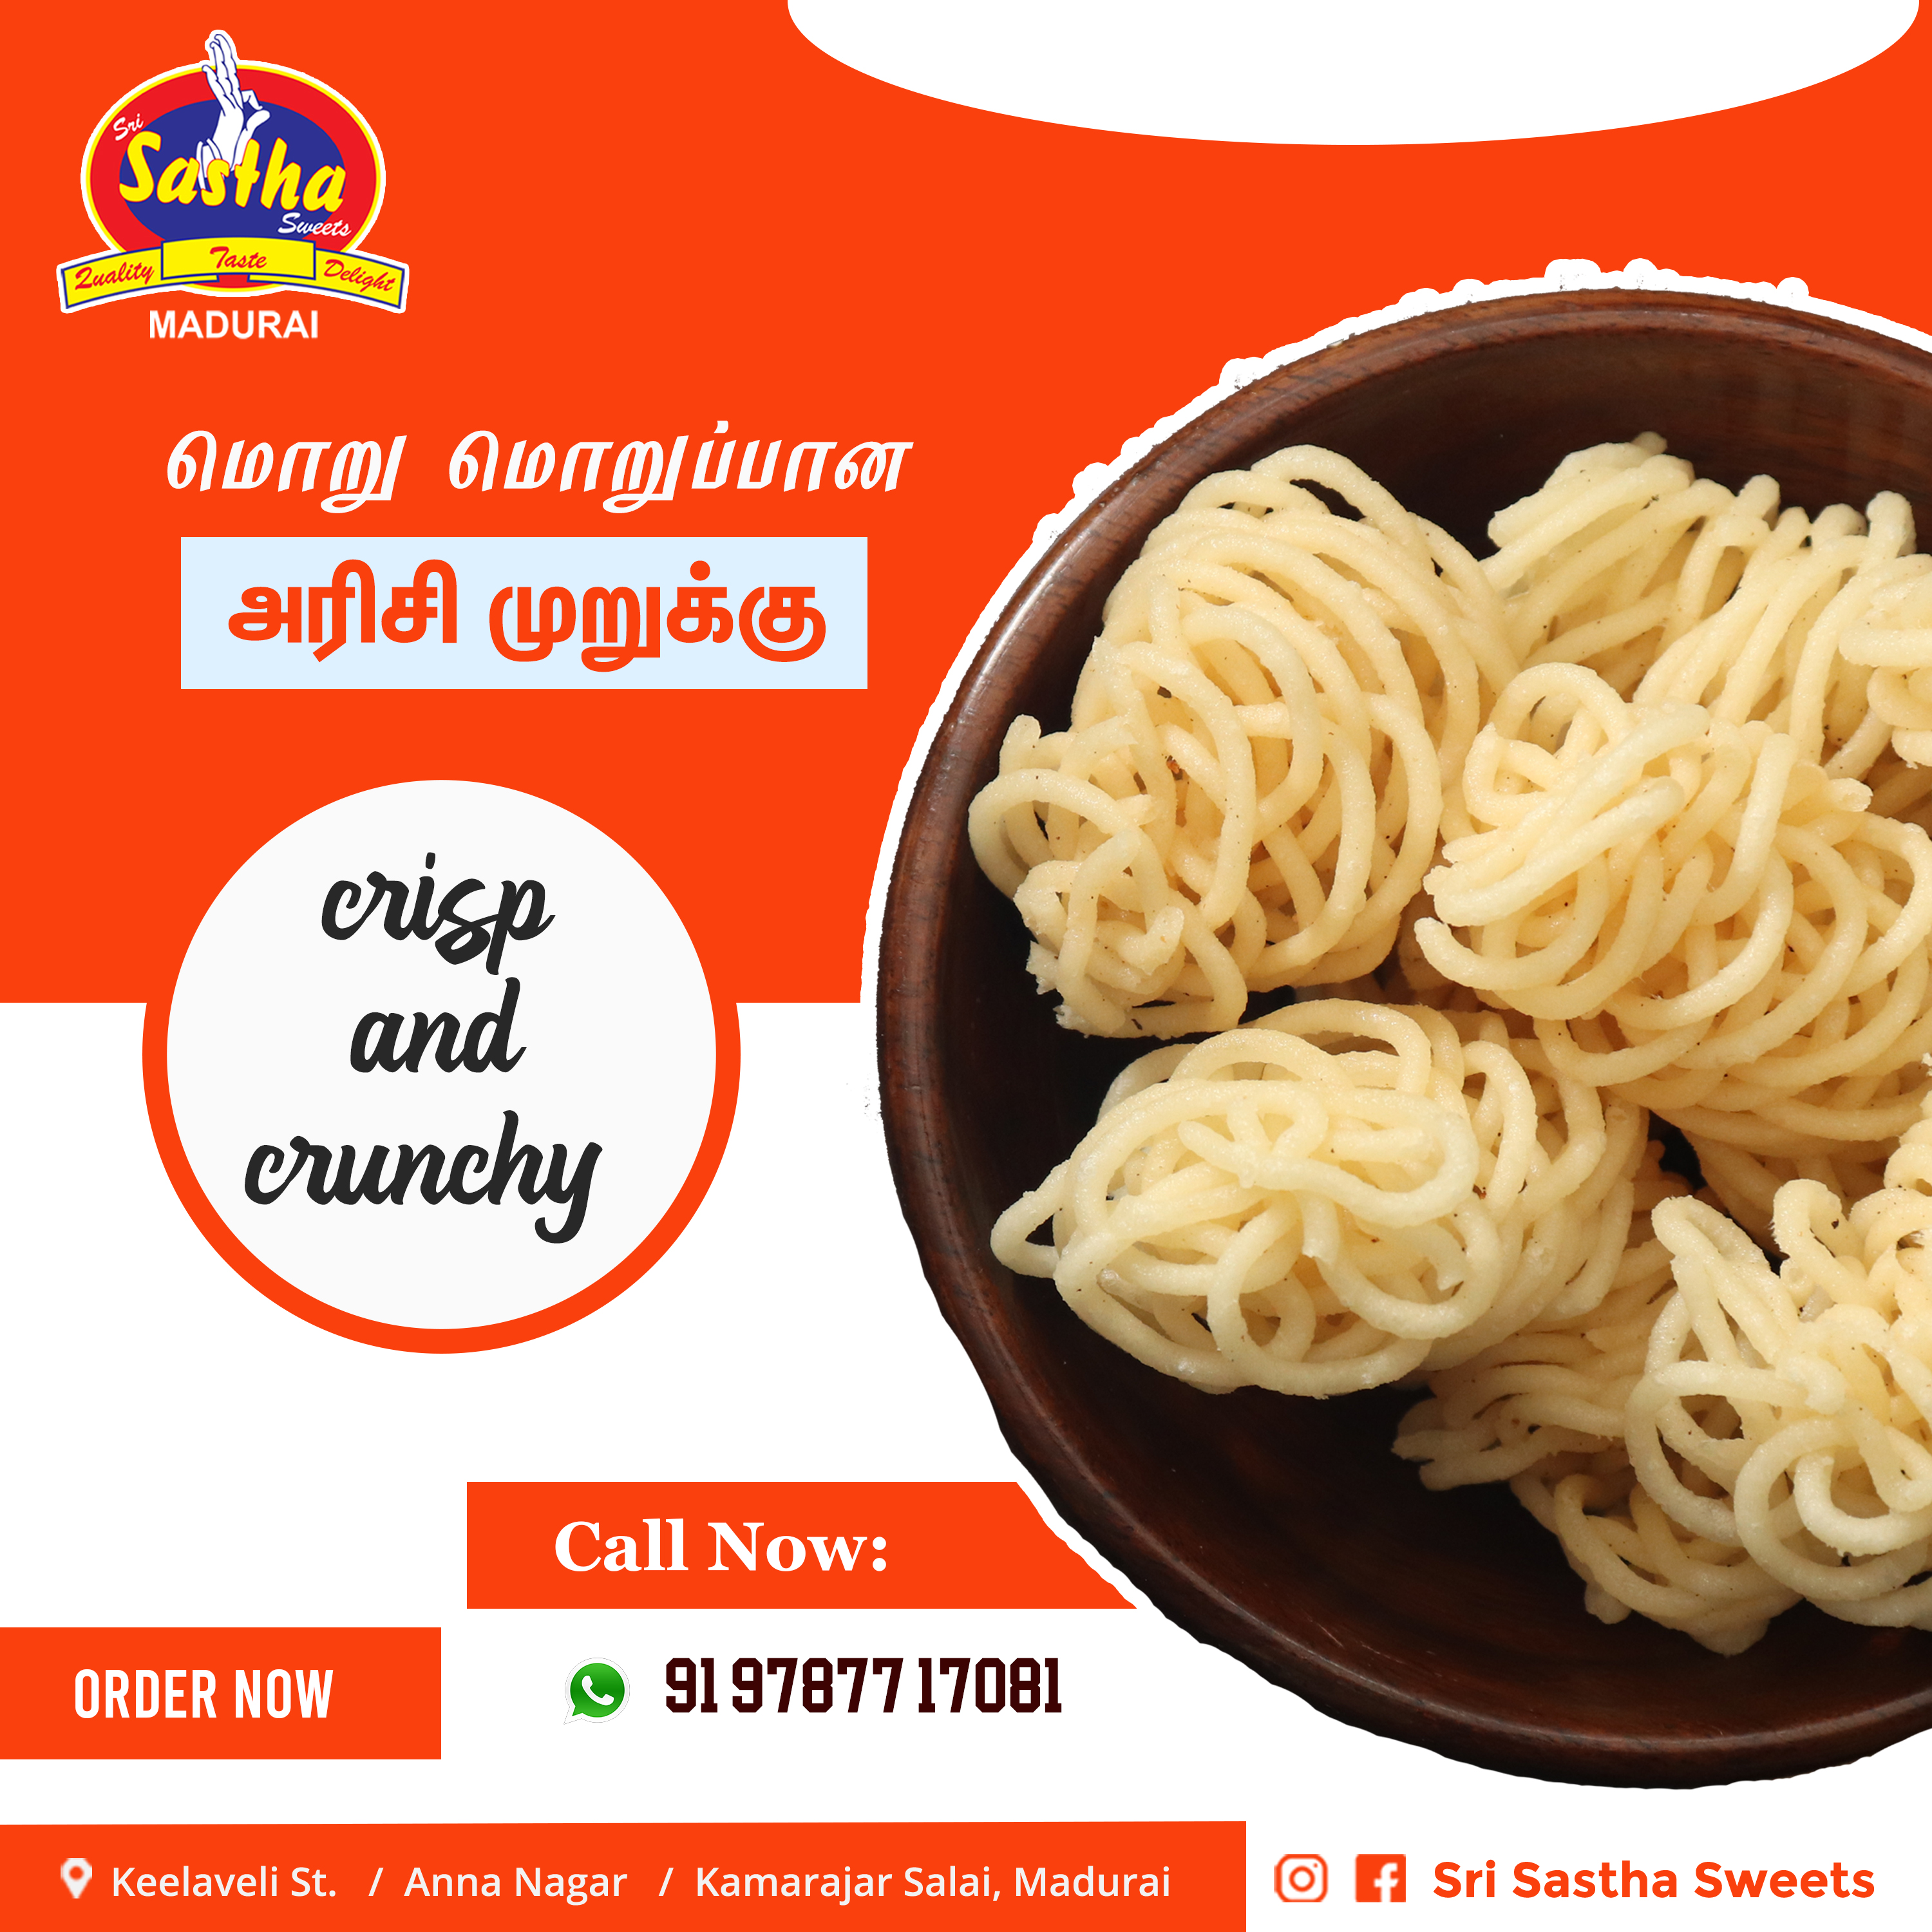 Sri
Sastha
Sweets
Quality Taste Delight
MADURAI
மொறு மொறுப்பான
அரிசி முறுக்கு
crisp
and
crunchy
Call Now:
ORDER NOW
91 97877 17081
Keelaveli St. / Anna Nagar / Kamarajar Salai, Madurai
Sri Sastha Sweets